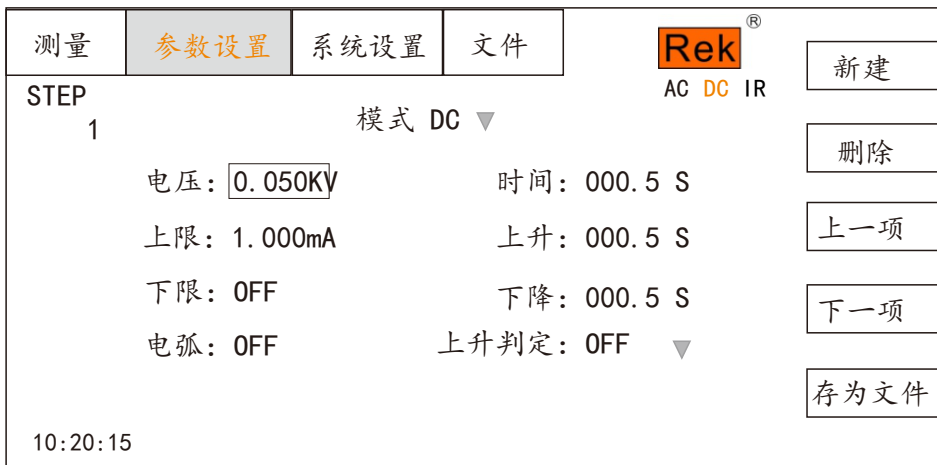 测量 参数设置 系统设置 文件 Rek® 新建
AC DC IR
STEP
1
模式 DC ▼
删除
电压：0.050KV 时间：000.5 S
上限：1.000mA 上升：000.5 S 上一项
下限：OFF 下降：000.5 S 下一项
电弧：OFF 上升判定：OFF ▼
存为文件
10:20:15